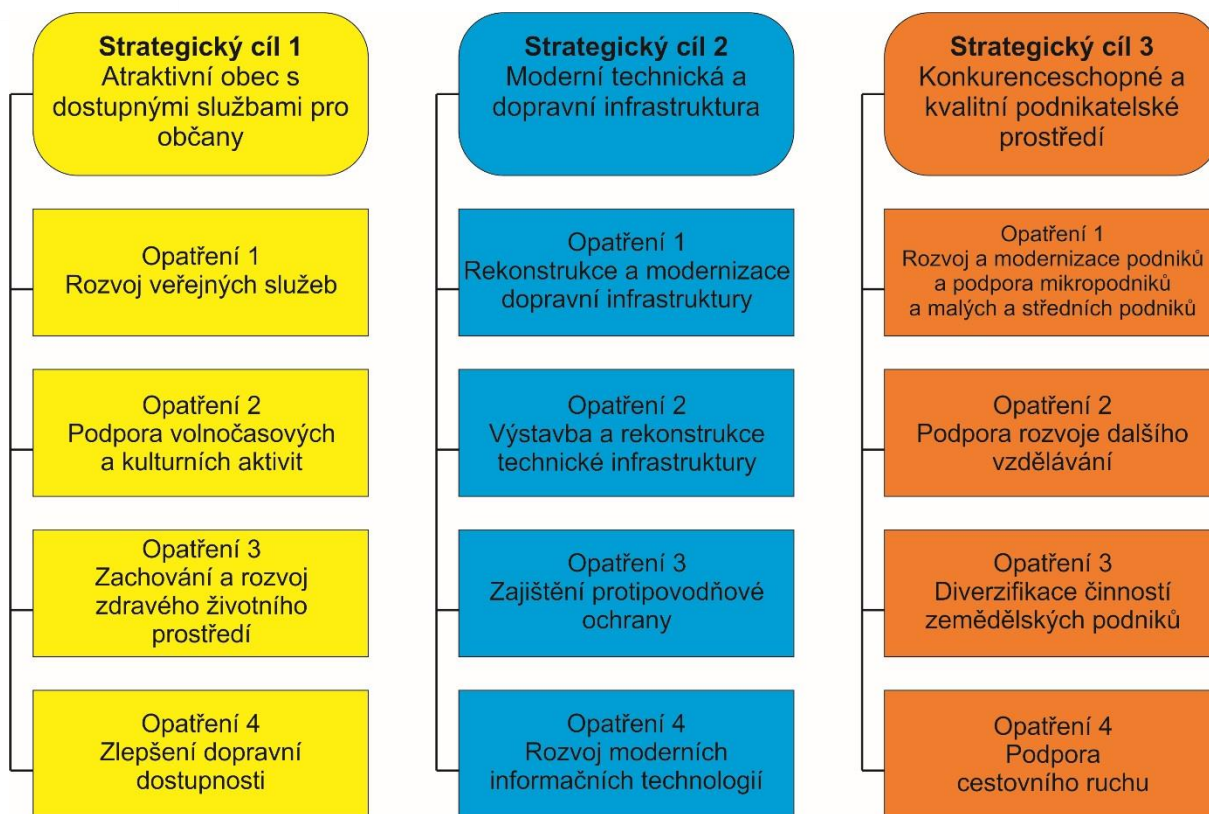 Strategický cíl 1
Atraktivní obec s
dostupnými službami pro
občany
Opatření 1
Rozvoj veřejných služeb
Opatření 2
Podpora volnočasových
a kulturních aktivit
Opatření 3
Zachování a rozvoj
zdravého životního
prostředí
Opatření 4
Zlepšení dopravní
dostupnosti
Strategický cíl 2
Moderní technická a
dopravní infrastruktura
Opatření 1
Rekonstrukce a modernizace
dopravní infrastruktury
Opatření 2
Výstavba a rekonstrukce
technické infrastruktury
Opatření 3
Zajištění protipovodňové
ochrany
Opatření 4
Rozvoj moderních
informačních technologií
Strategický cíl 3
Konkurenceschopné a
kvalitní podnikatelské
prostředí
Opatření 1
Rozvoj a modernizace podniků
a podpora mikropodniků
a malých a středních podniků
Opatření 2
Podpora rozvoje dalšího
vzdělávání
Opatření 3
Diverzifikace činností
zemědělských podniků
Opatření 4
Podpora
cestovního ruchu